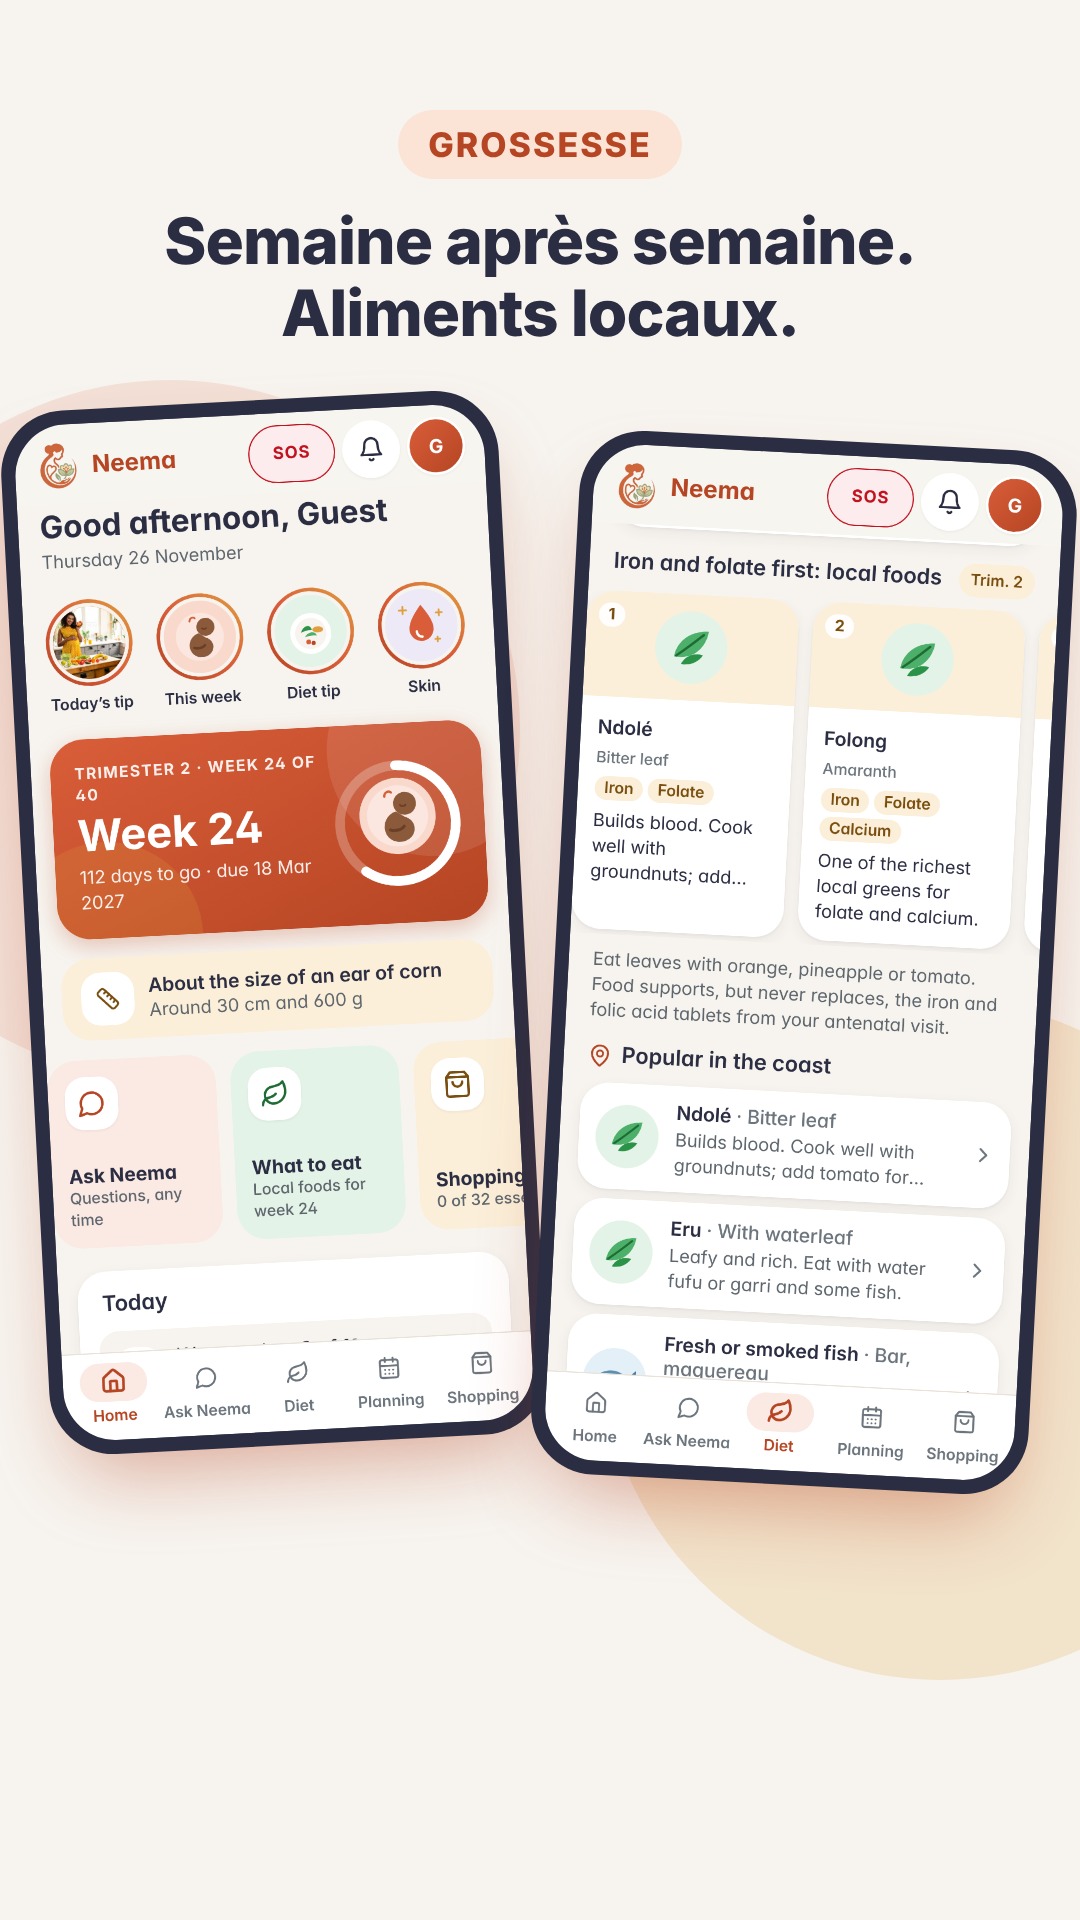 GROSSESSE
Semaine après semaine.
Aliments locaux.
Neema
SOS
G
Good afternoon, Guest
Thursday 26 November
Today's tip
This week
Diet tip
Skin
TRIMESTER 2 · WEEK 24 OF
40
Week 24
112 days to go · due 18 Mar
2027
About the size of an ear of corn
Around 30 cm and 600 g
Ask Neema
Questions, any
time
What to eat
Local foods for
week 24
Shopping
0 of 32
Today
Home
Ask Neema
Diet
Planning
Shopping
Neema
SOS
G
Iron and folate first: local foods
Trim. 2
1
Ndolé
Bitter leaf
Iron
Folate
Builds blood. Cook
well with
groundnuts; add...
2
Folong
Amaranth
Iron
Folate
Calcium
One of the richest
local greens for
folate and calcium.
Eat leaves with orange, pineapple or tomato.
Food supports, but never replaces, the iron and
folic acid tablets from your antenatal visit.
Popular in the coast
Ndolé · Bitter leaf
Builds blood. Cook well with
groundnuts; add tomato for...
Eru · With waterleaf
Leafy and rich. Eat with water
fufu or garri and some fish.
Fresh or smoked fish · Bar,
maquereau
Home
Ask Neema
Diet
Planning
Shopping